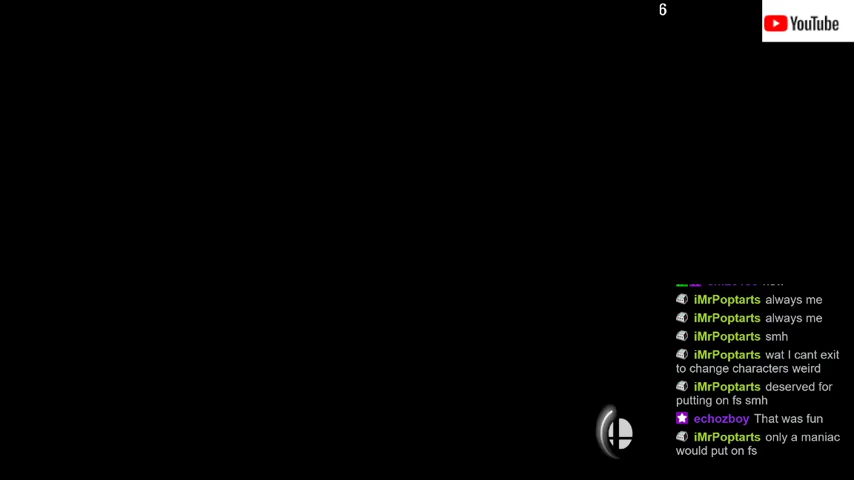 6
YouTube
iMrPoptarts always me
iMrPoptarts always me
iMrPoptarts smh
iMrPoptarts wat I cant exit
to change characters weird
iMrPoptarts deserved for
putting on fs smh
echozboy That was fun
iMrPoptarts only a maniac
would put on fs